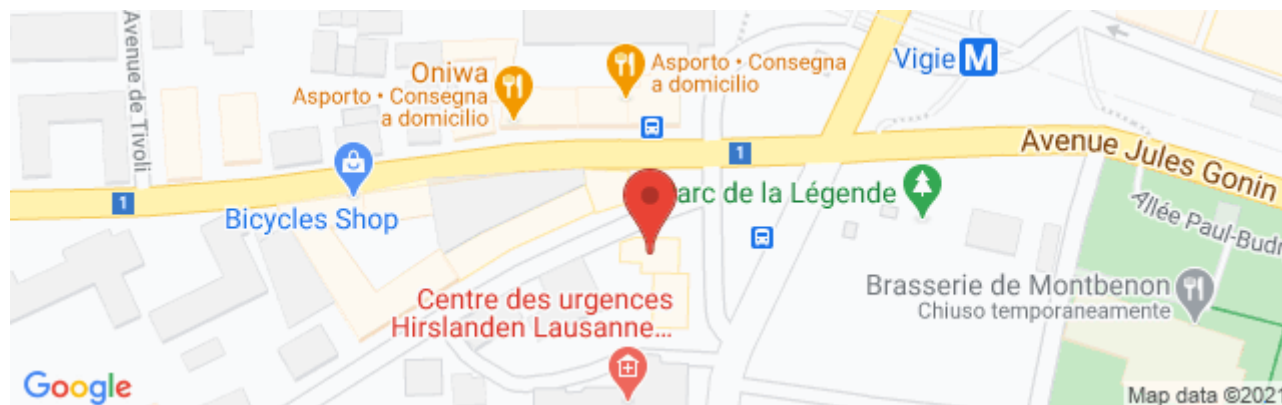 Avenue de Tivoli
Oniwa
Asporto • Consegna
a domicilio
Asporto • Consegna
a domicilio
Vigie M
1
Avenue Jules Gonin
1
Bicycles Shop
arc de la Légende
Allée Paul-Budr
Centre des urgences
Hirslanden Lausanne...
Brasserie de Montbenon
Chiuso temporaneamente
Google
Map data ©2021